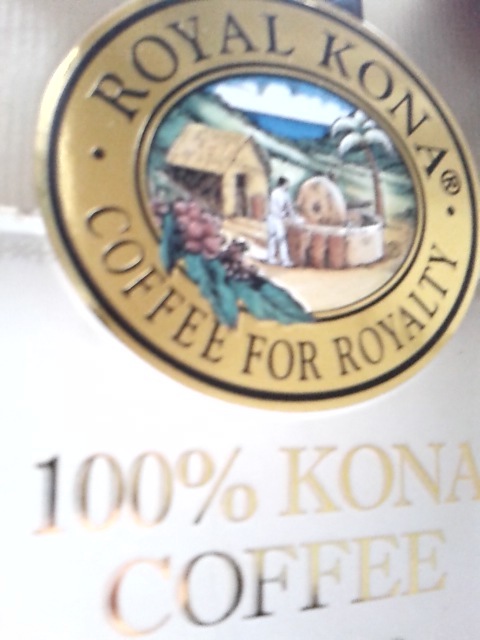 ROYAL KONA®
COFFEE FOR ROYALTY
100% KONA
COFFEE